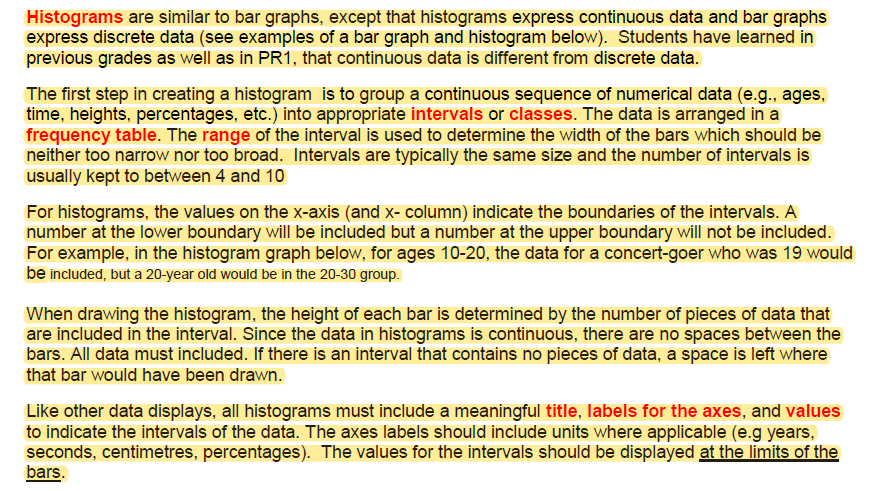 Histograms are similar to bar graphs, except that histograms express continuous data and bar graphs
express discrete data (see examples of a bar graph and histogram below). Students have learned in
previous grades as well as in PR1, that continuous data is different from discrete data.
The first step in creating a histogram is to group a continuous sequence of numerical data (e.g., ages,
time, heights, percentages, etc.) into appropriate intervals or classes. The data is arranged in a
frequency table. The range of the interval is used to determine the width of the bars which should be
neither too narrow nor too broad. Intervals are typically the same size and the number of intervals is
usually kept to between 4 and 10
For histograms, the values on the x-axis (and x- column) indicate the boundaries of the intervals. A
number at the lower boundary will be included but a number at the upper boundary will not be included.
For example, in the histogram graph below, for ages 10-20, the data for a concert-goer who was 19 would
be included, but a 20-year old would be in the 20-30 group.
When drawing the histogram, the height of each bar is determined by the number of pieces of data that
are included in the interval. Since the data in histograms is continuous, there are no spaces between the
bars. All data must included. If there is an interval that contains no pieces of data, a space is left where
that bar would have been drawn.
Like other data displays, all histograms must include a meaningful title, labels for the axes, and values
to indicate the intervals of the data. The axes labels should include units where applicable (e.g years,
seconds, centimetres, percentages). The values for the intervals should be displayed at the limits of the
bars.